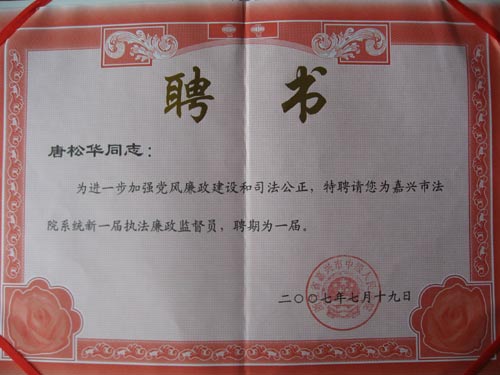 聘书
唐松华同志：
为进一步加强党风廉政建设和司法公正，特聘请您为嘉兴市法
院系统新一届执法廉政监督员，聘期为一届。
二〇〇七年七月十九日